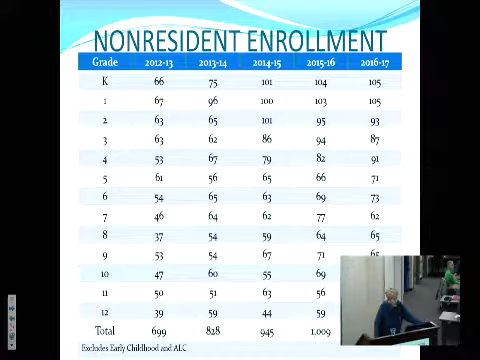 NONRESIDENT ENROLLMENT
Grade 2012-13 2013-14 2014-15 2015-16 2016-17
K 66 75 101 104 105
1 67 96 100 103 105
2 63 65 101 95 93
3 63 62 86 94 87
4 53 67 79 82 91
5 61 56 65 66 71
6 54 65 63 69 73
7 46 64 62 77 62
8 37 54 59 64 65
9 53 54 67 71
10 47 60 55 69
11 50 51 63 56
12 39 59 44 59
Total 699 828 945 1,009
Excludes Early Childhood and ALC